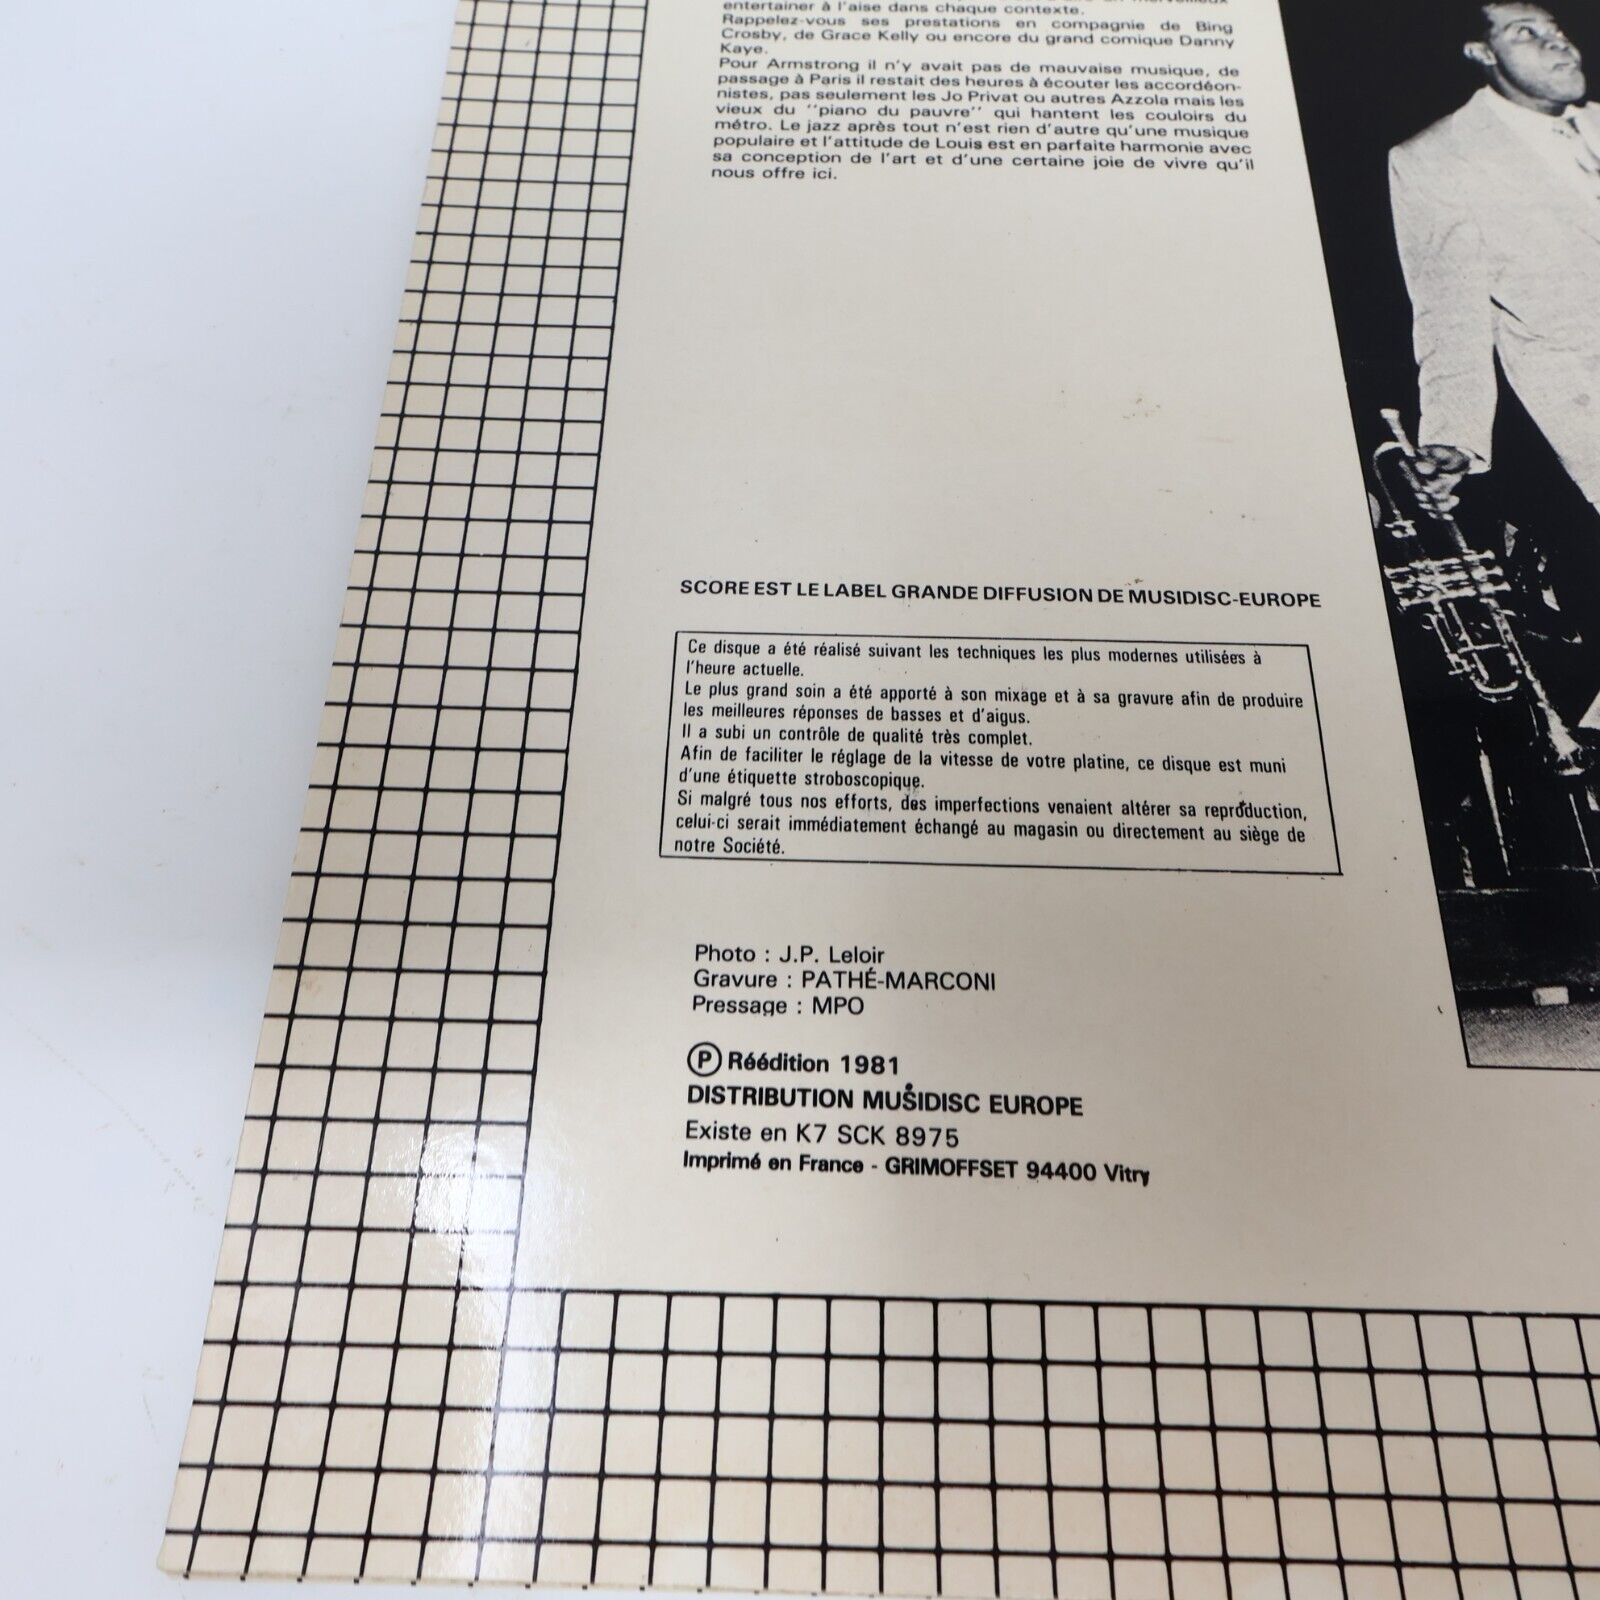 entertainer à l'aise dans chaque contexte.
Rappelez-vous ses prestations en compagnie de Bing
Crosby, de Grace Kelly ou encore du grand comique Danny
Kaye.
Pour Armstrong il n'y avait pas de mauvaise musique, de
passage à Paris il restait des heures à écouter les accordéon-
nistes, pas seulement les Jo Privat ou autres Azzola mais les
vieux du "piano du pauvre" qui hantent les couloirs du
métro. Le jazz après tout n'est rien d'autre qu'une musique
populaire et l'attitude de Louis est en parfaite harmonie avec
sa conception de l'art et d'une certaine joie de vivre qu'il
nous offre ici.
SCORE EST LE LABEL GRANDE DIFFUSION DE MUSIDISC-EUROPE
Ce disque a été réalisé suivant les techniques les plus modernes utilisées à
l'heure actuelle.
Le plus grand soin a été apporté à son mixage et à sa gravure afin de produire
les meilleures réponses de basses et d'aigus.
Il a subi un contrôle de qualité très complet.
Afin de faciliter le réglage de la vitesse de votre platine, ce disque est muni
d'une étiquette stroboscopique.
Si malgré tous nos efforts, des imperfections venaient altérer sa reproduction,
celui-ci serait immédiatement échangé au magasin ou directement au siège de
notre Société.
Photo : J.P. Leloir
Gravure : PATHÉ-MARCONI
Pressage : MPO
Ⓟ Réédition 1981
DISTRIBUTION MUSIDISC EUROPE
Existe en K7 SCK 8975
Imprimé en France - GRIMOFFSET 94400 Vitry